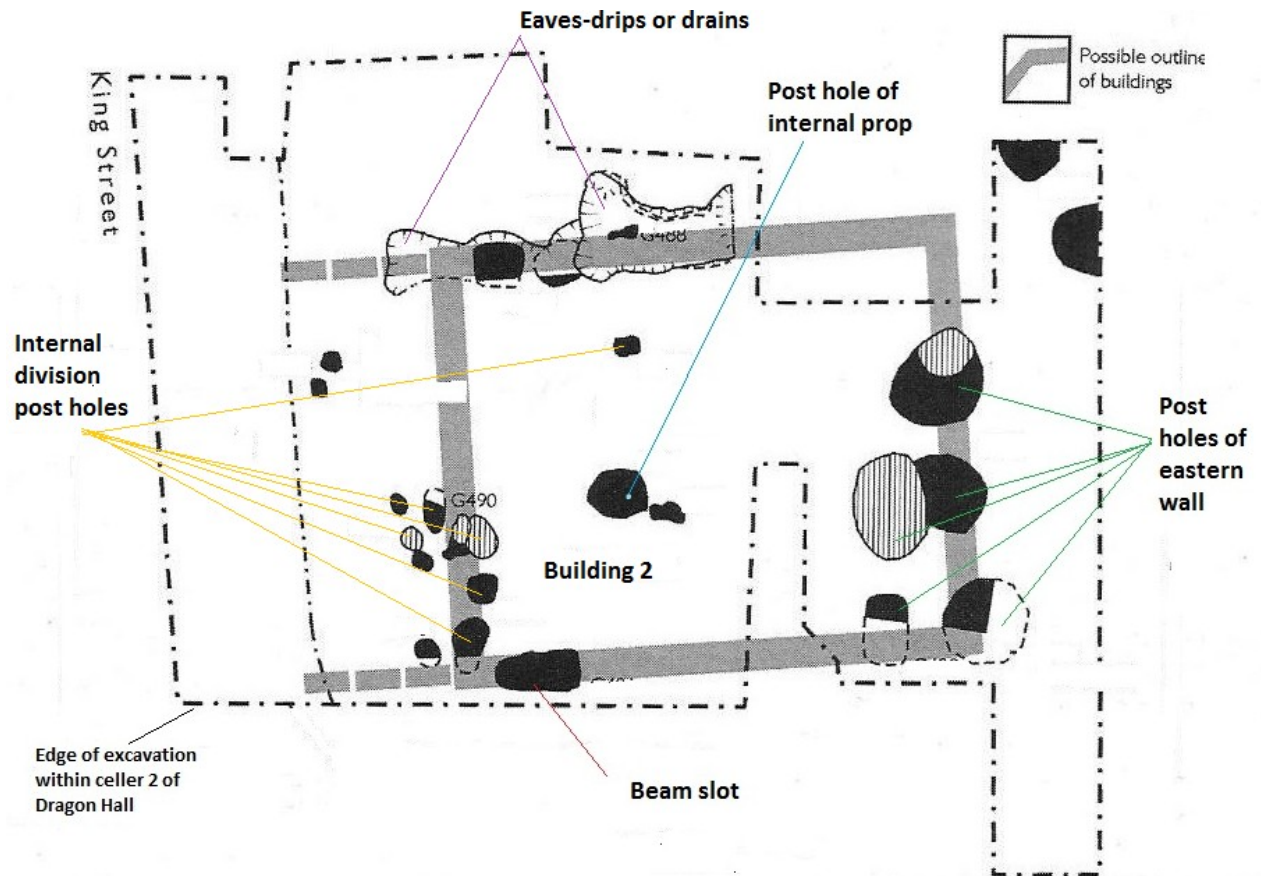 Eaves-drips or drains
King Street
Possible outline
of buildings
Post hole of
internal prop
G488
Internal
division
post holes
Post
holes of
eastern
wall
G490
Building 2
Edge of excavation
within celler 2 of
Dragon Hall
Beam slot